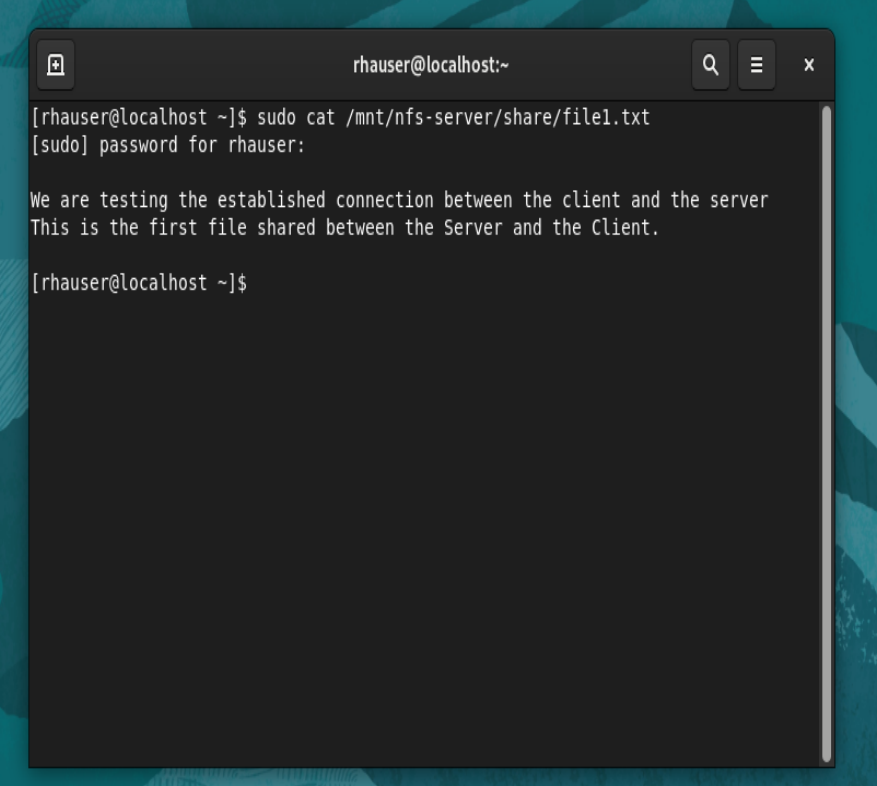 rhauser@localhost:~
[rhauser@localhost ~]$ sudo cat /mnt/nfs-server/share/file1.txt
[sudo] password for rhauser:
We are testing the established connection between the client and the server
This is the first file shared between the Server and the Client.
[rhauser@localhost ~]$